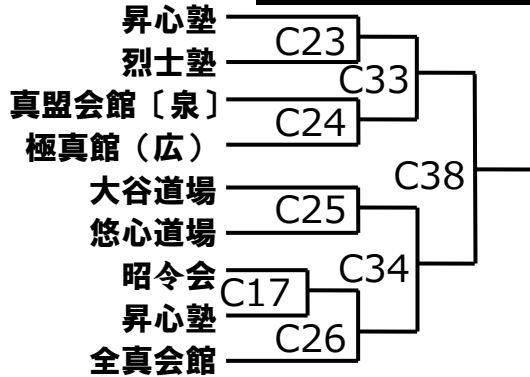 昇心塾
C23
烈士塾
C33
真盟会館〔泉〕
C24
極真館（広）
C38
大谷道場
C25
悠心道場
C34
昭令会
C17
昇心塾
C26
全真会館